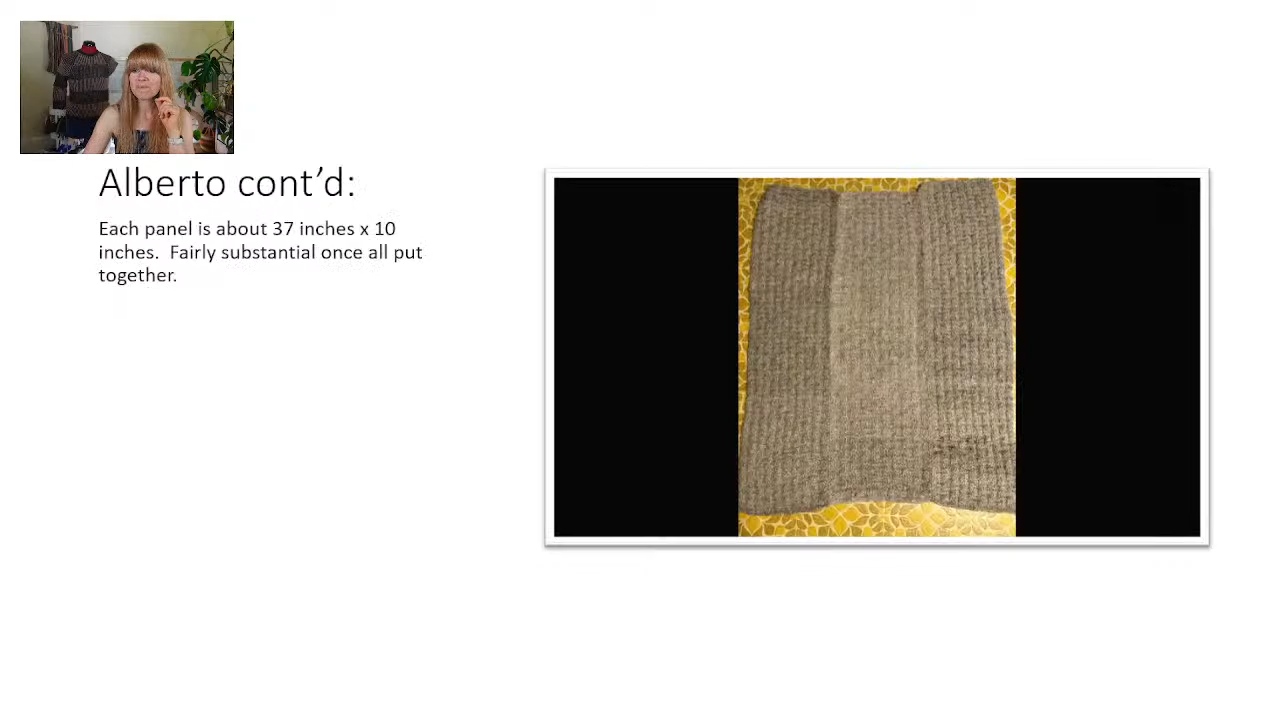 Alberto cont’d:
Each panel is about 37 inches x 10
inches.  Fairly substantial once all put
together.